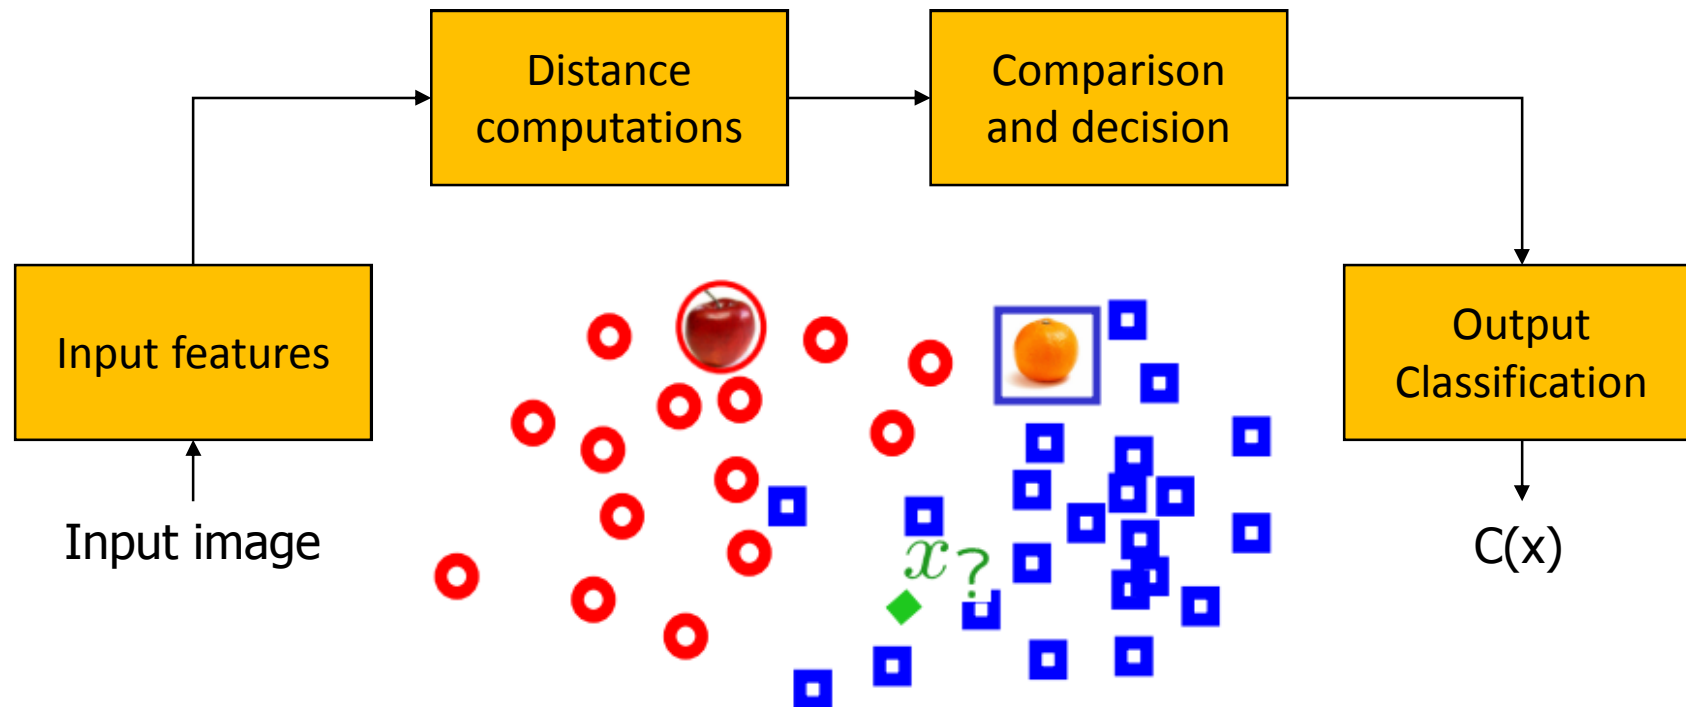 Distance
computations
Comparison
and decision
Input features
Output
Classification
Input image
x ?
C(x)